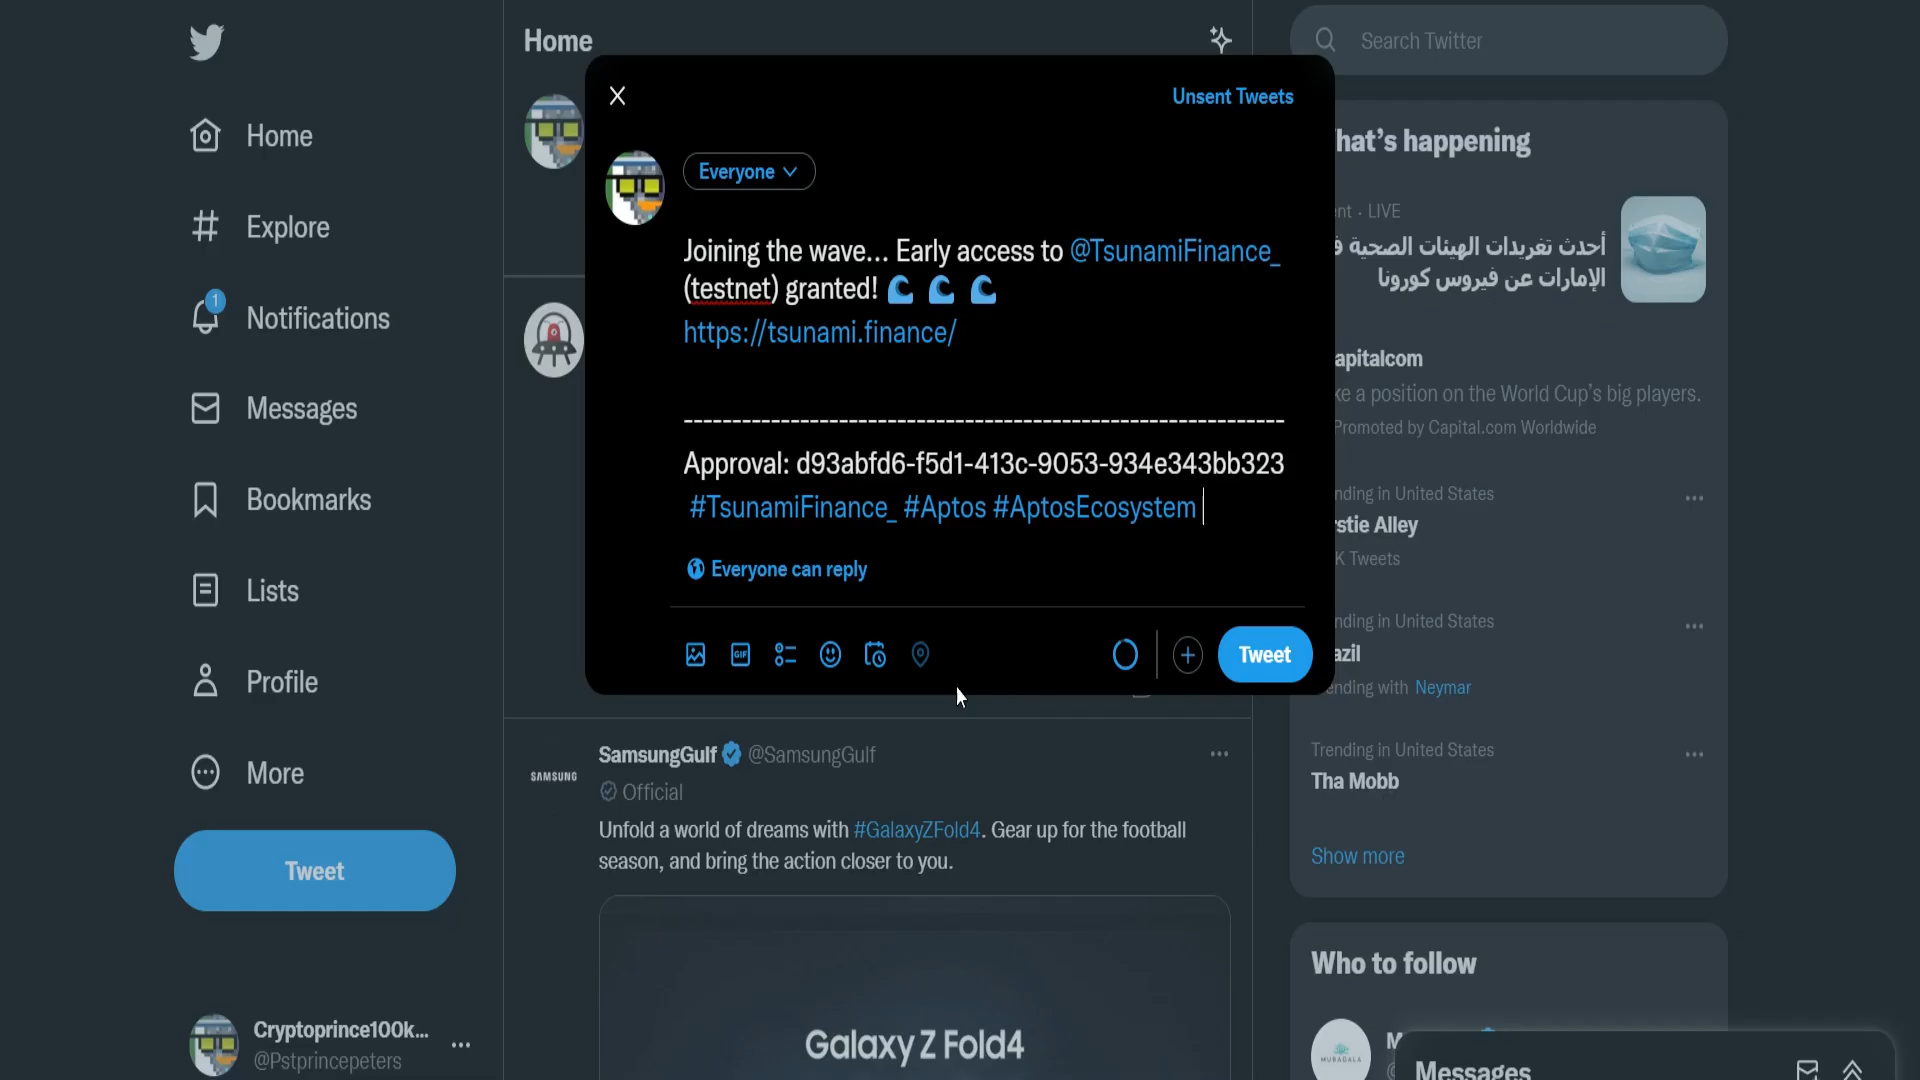 Home
Search Twitter
Unsent Tweets
Everyone
Joining the wave... Early access to @TsunamiFinance_
(testnet) granted! 🌊 🌊 🌊
https://tsunami.finance/
------------------------------------------------------------
Approval: d93abfd6-f5d1-413c-9053-934e343bb323
#TsunamiFinance_ #Aptos #AptosEcosystem
Everyone can reply
GIF
Tweet
Home
Explore
1
Notifications
Messages
Bookmarks
Lists
Profile
More
Tweet
Cryptoprince100k...
@Pstprincepeters
SAMSUNG
SamsungGulf @SamsungGulf
Official
Unfold a world of dreams with #GalaxyZFold4. Gear up for the football
season, and bring the action closer to you.
Galaxy Z Fold4
hat's happening
nt · LIVE
أحدث تغريدات الهيئات الصحية ف
الإمارات عن فيروس كورونا
apitalcom
ke a position on the World Cup's big players.
Promoted by Capital.com Worldwide
nding in United States
rstie Alley
K Tweets
nding in United States
azil
ending with Neymar
Trending in United States
Tha Mobb
Show more
Who to follow
MUBADALA
M
Messages